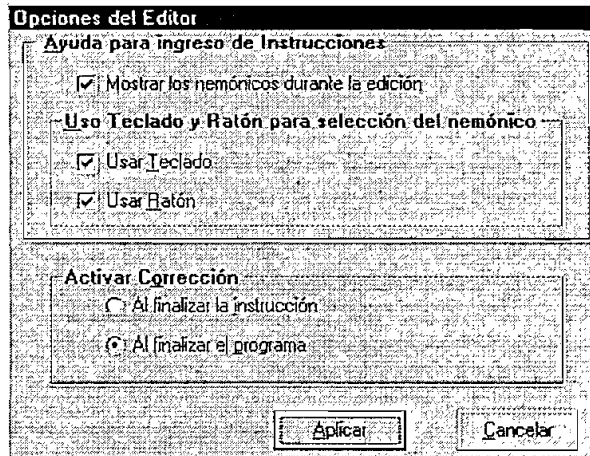 Opciones del Editor
Ayuda para ingreso de Instrucciones
Mostrar los nemónicos durante la edición
Uso Teclado y Ratón para selección del nemónico
Usar Teclado
Usar Ratón
Activar Corrección
Al finalizar la instrucción
Al finalizar el programa
Aplicar
Cancelar